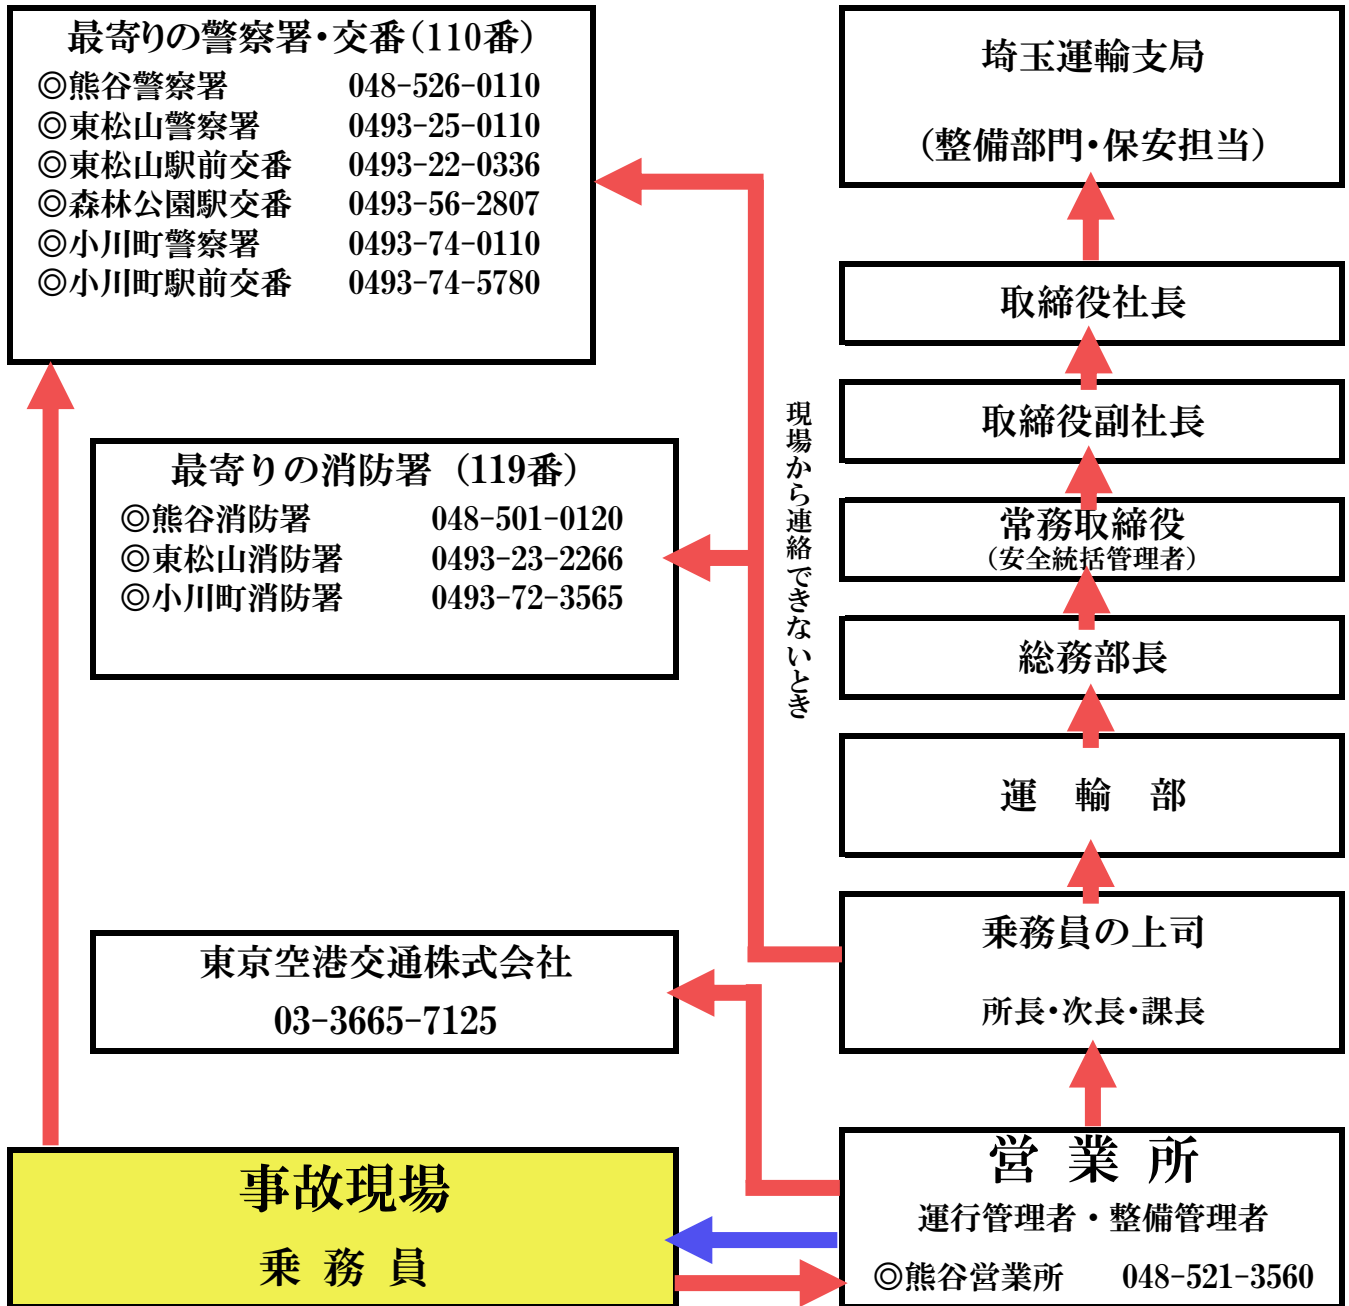 最寄りの警察署・交番（110番）
◎熊谷警察署　048-526-0110
◎東松山警察署　0493-25-0110
◎東松山駅前交番　0493-22-0336
◎森林公園駅交番　0493-56-2807
◎小川町警察署　0493-74-0110
◎小川町駅前交番　0493-74-5780
最寄りの消防署（119番）
◎熊谷消防署　048-501-0120
◎東松山消防署　0493-23-2266
◎小川町消防署　0493-72-3565
東京空港交通株式会社
03-3665-7125
事故現場
乗 務 員
現場から連絡できないとき
埼玉運輸支局
（整備部門・保安担当）
取締役社長
取締役副社長
常務取締役
（安全統括管理者）
総務部長
運　輸　部
乗務員の上司
所長・次長・課長
営 業 所
運行管理者・整備管理者
◎熊谷営業所　048-521-3560